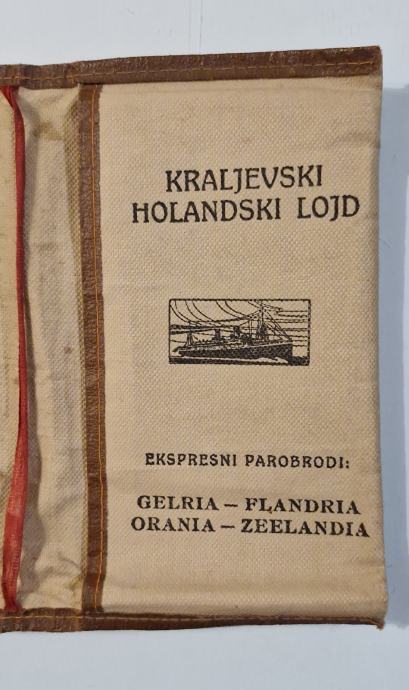 KRALJEVSKI
HOLANDSKI LOJD
EKSPRESNI PAROBRODI:
GELRIA — FLANDRIA
ORANIA — ZEELANDIA